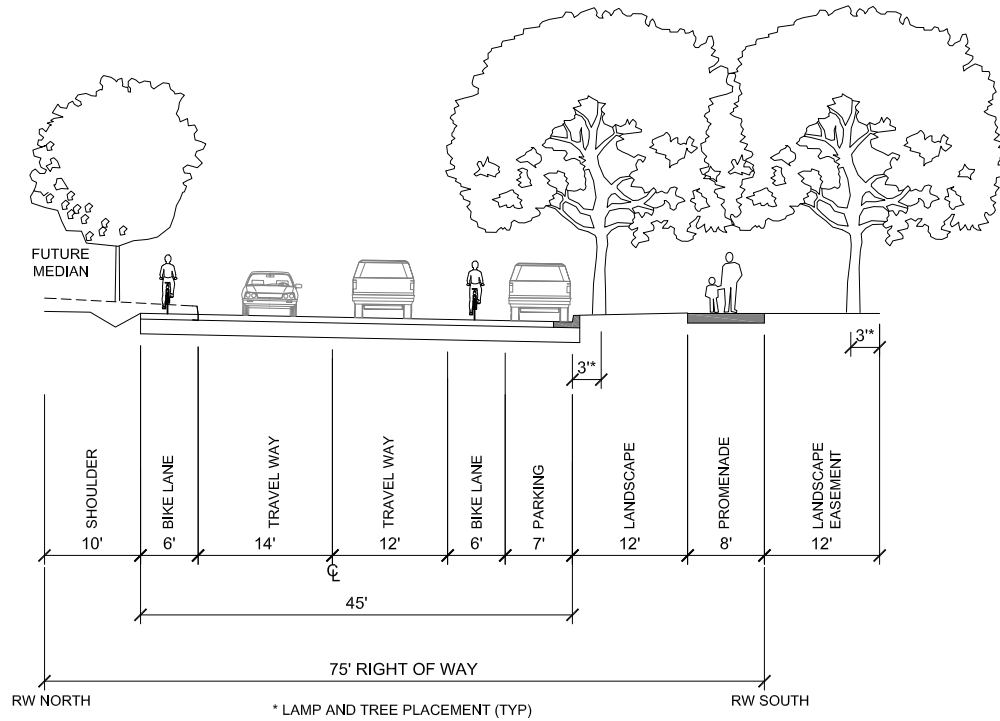 FUTURE
MEDIAN
3'*
3'*
SHOULDER
BIKE LANE
TRAVEL WAY
TRAVEL WAY
BIKE LANE
PARKING
LANDSCAPE
PROMENADE
LANDSCAPE
EASEMENT
10'
6'
14'
12'
6'
7'
12'
8'
12'
CL
45'
75' RIGHT OF WAY
RW NORTH
RW SOUTH
* LAMP AND TREE PLACEMENT (TYP)